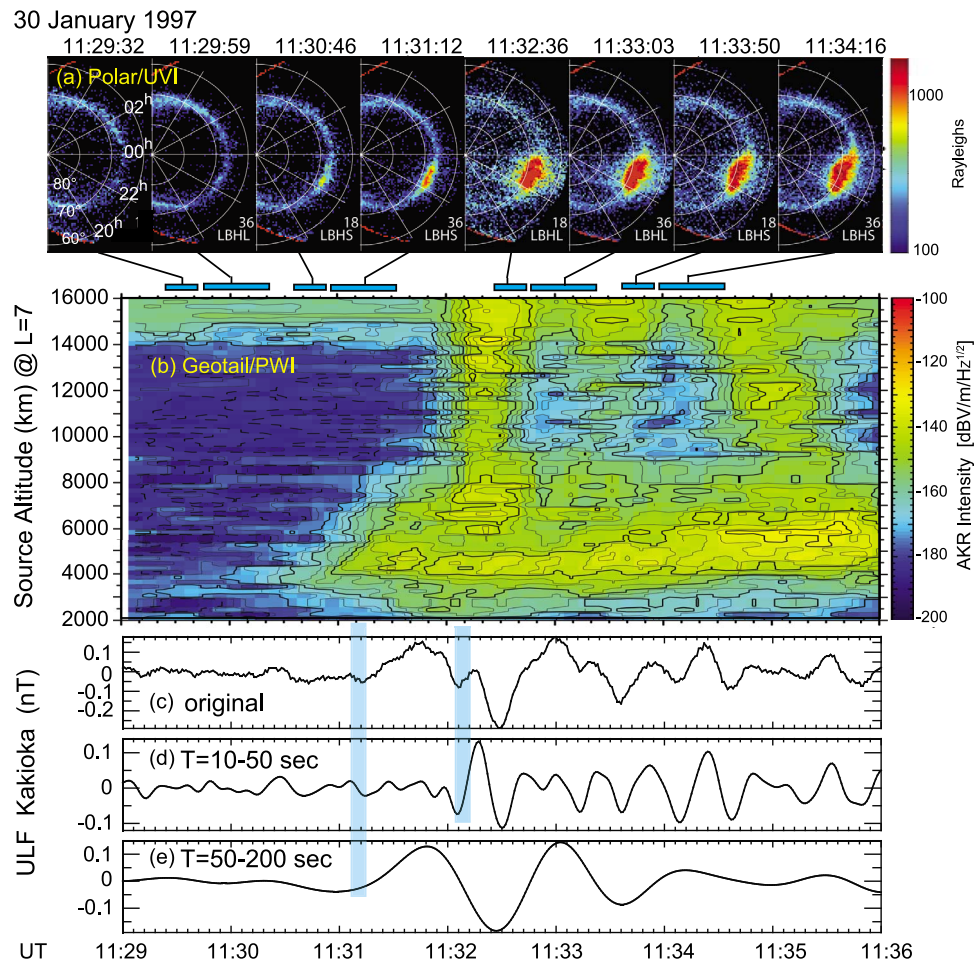 30 January 1997
11:29:32 11:29:59 11:30:46 11:31:12 11:32:36 11:33:03 11:33:50 11:34:16
(a) Polar/UVI
02h
00h
80°
22h
70°
20h
60°
36 18 36 18 36 18 36
LBHL LBHS LBHS LBHL LBHL LBHS LBHS
1000
100
Rayleighs
16000
14000
12000
10000
8000
6000
4000
2000
Source Altitude (km) @ L=7
(b) Geotail/PWI
-100
-120
-140
-160
-180
-200
AKR Intensity [dBV/m/Hz1/2]
0.1
0
-0.1
-0.2
(c) original
0.1
0
-0.1
(d) T=10-50 sec
0.1
0
-0.1
(e) T=50-200 sec
ULF Kakioka (nT)
UT 11:29 11:30 11:31 11:32 11:33 11:34 11:35 11:36